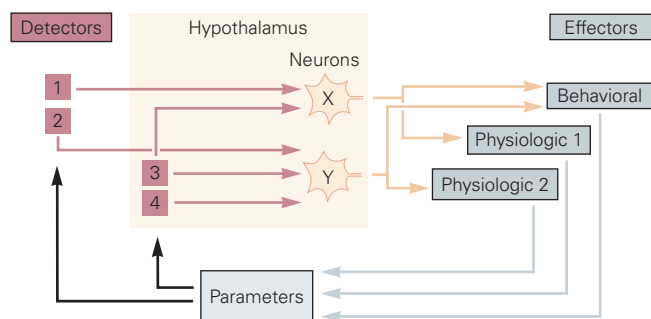 Detectors
Hypothalamus
Effectors
Neurons
1
X
Behavioral
2
Physiologic 1
3
Y
Physiologic 2
4
Parameters